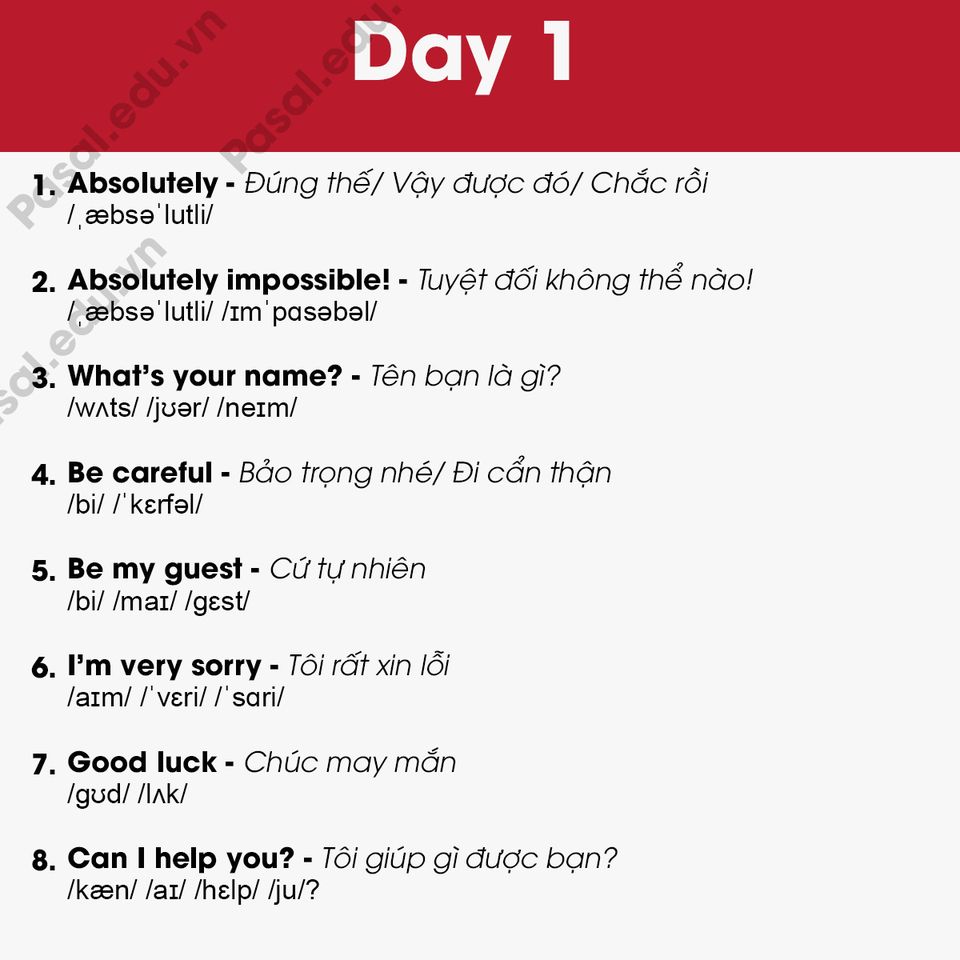 Day 1
Pasal.edu.vn
Pasal.edu.vn
1. Absolutely - Đúng thế/ Vậy được đó/ Chắc rồi
/ˌæbsəˈlutli/
Pasal.edu.vn
2. Absolutely impossible! - Tuyệt đối không thể nào!
/ˌæbsəˈlutli/ /ɪmˈpɑsəbəl/
3. What’s your name? - Tên bạn là gì?
/wʌts/ /jʊər/ /neɪm/
4. Be careful - Bảo trọng nhé/ Đi cẩn thận
/bi/ /ˈkɛrfəl/
5. Be my guest - Cứ tự nhiên
/bi/ /maɪ/ /gɛst/
6. I’m very sorry - Tôi rất xin lỗi
/aɪm/ /ˈvɛri/ /ˈsɑri/
7. Good luck - Chúc may mắn
/gʊd/ /lʌk/
8. Can I help you? - Tôi giúp gì được bạn?
/kæn/ /aɪ/ /hɛlp/ /ju/?